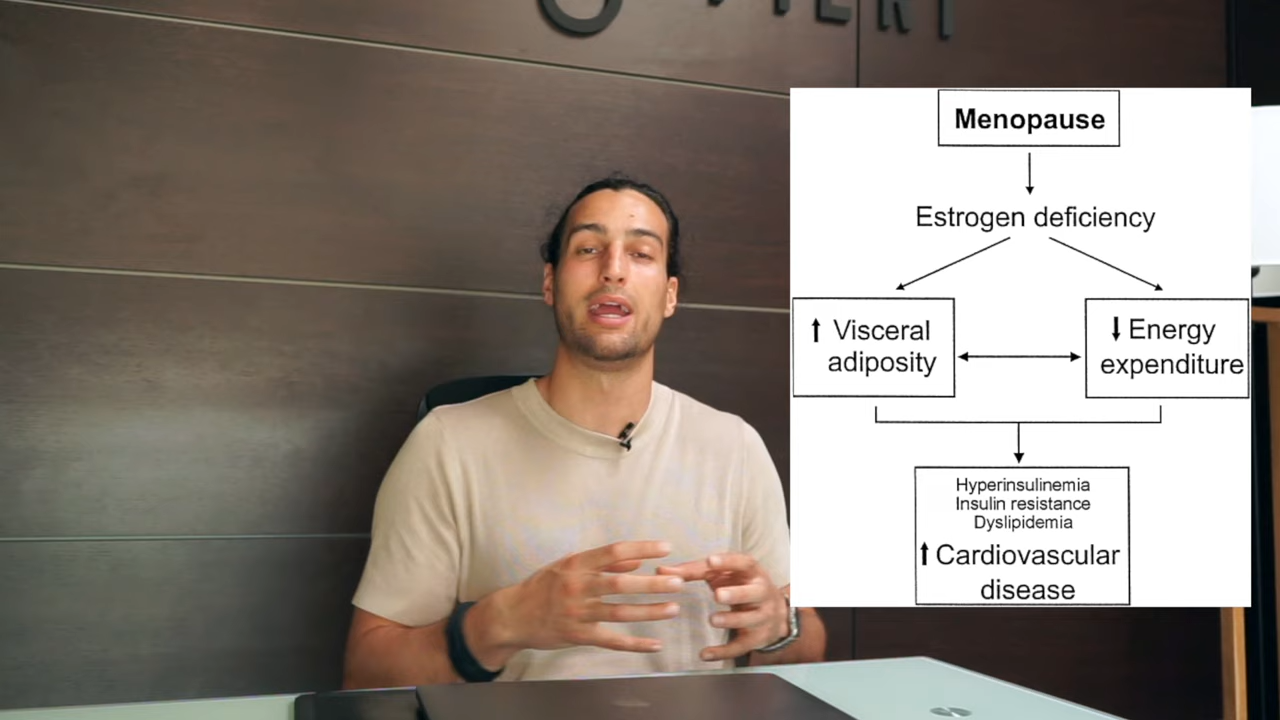 Menopause
Estrogen deficiency
↑ Visceral
adiposity
↓ Energy
expenditure
Hyperinsulinemia
Insulin resistance
Dyslipidemia
↑ Cardiovascular
disease